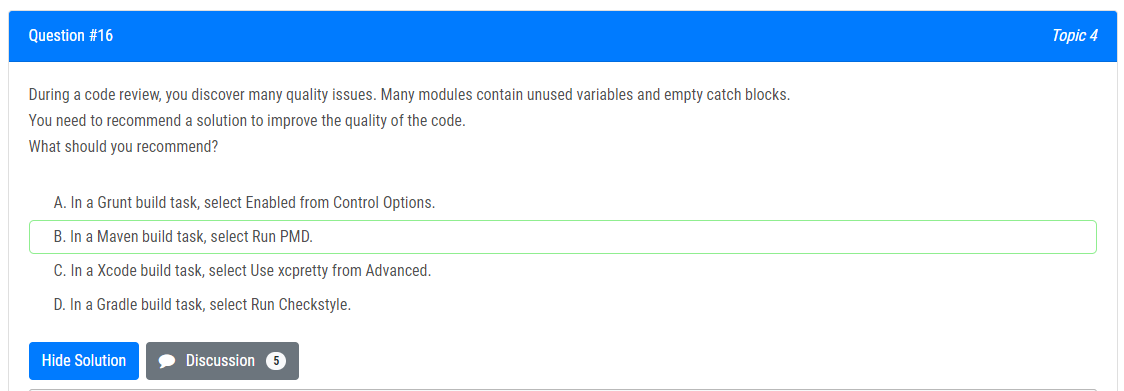 Question #16
Topic 4
During a code review, you discover many quality issues. Many modules contain unused variables and empty catch blocks.
You need to recommend a solution to improve the quality of the code.
What should you recommend?
A. In a Grunt build task, select Enabled from Control Options.
B. In a Maven build task, select Run PMD.
C. In a Xcode build task, select Use xcpretty from Advanced.
D. In a Gradle build task, select Run Checkstyle.
Hide Solution
Discussion 5